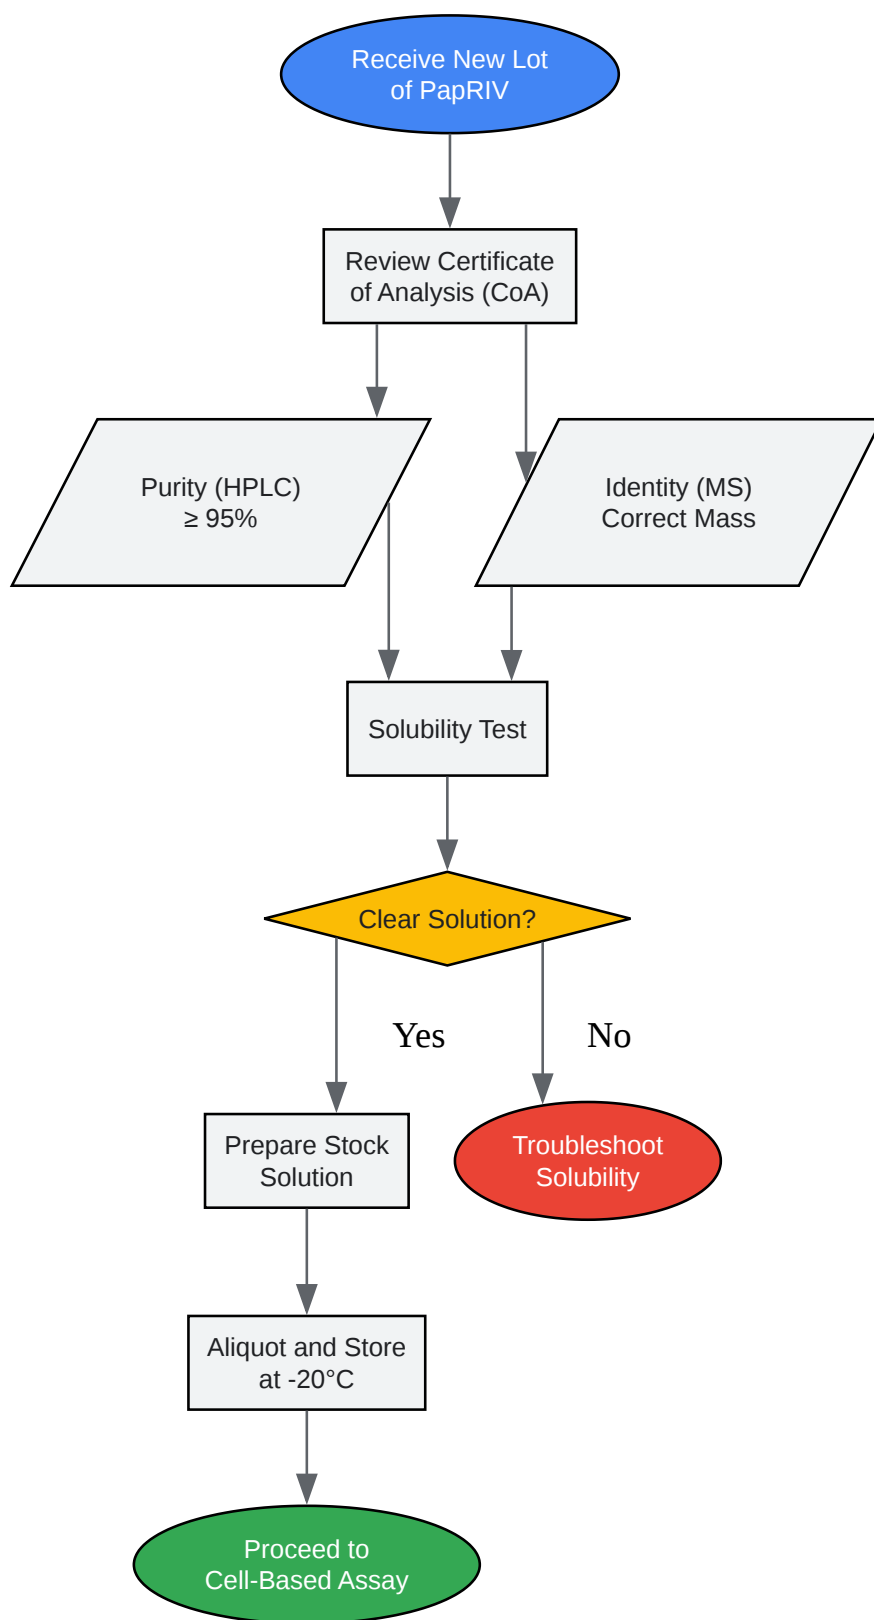 Receive New Lot
of PapRIV
Review Certificate
of Analysis (CoA)
Purity (HPLC)
≥ 95%
Identity (MS)
Correct Mass
Solubility Test
Clear Solution?
Yes
No
Prepare Stock
Solution
Troubleshoot
Solubility
Aliquot and Store
at -20°C
Proceed to
Cell-Based Assay